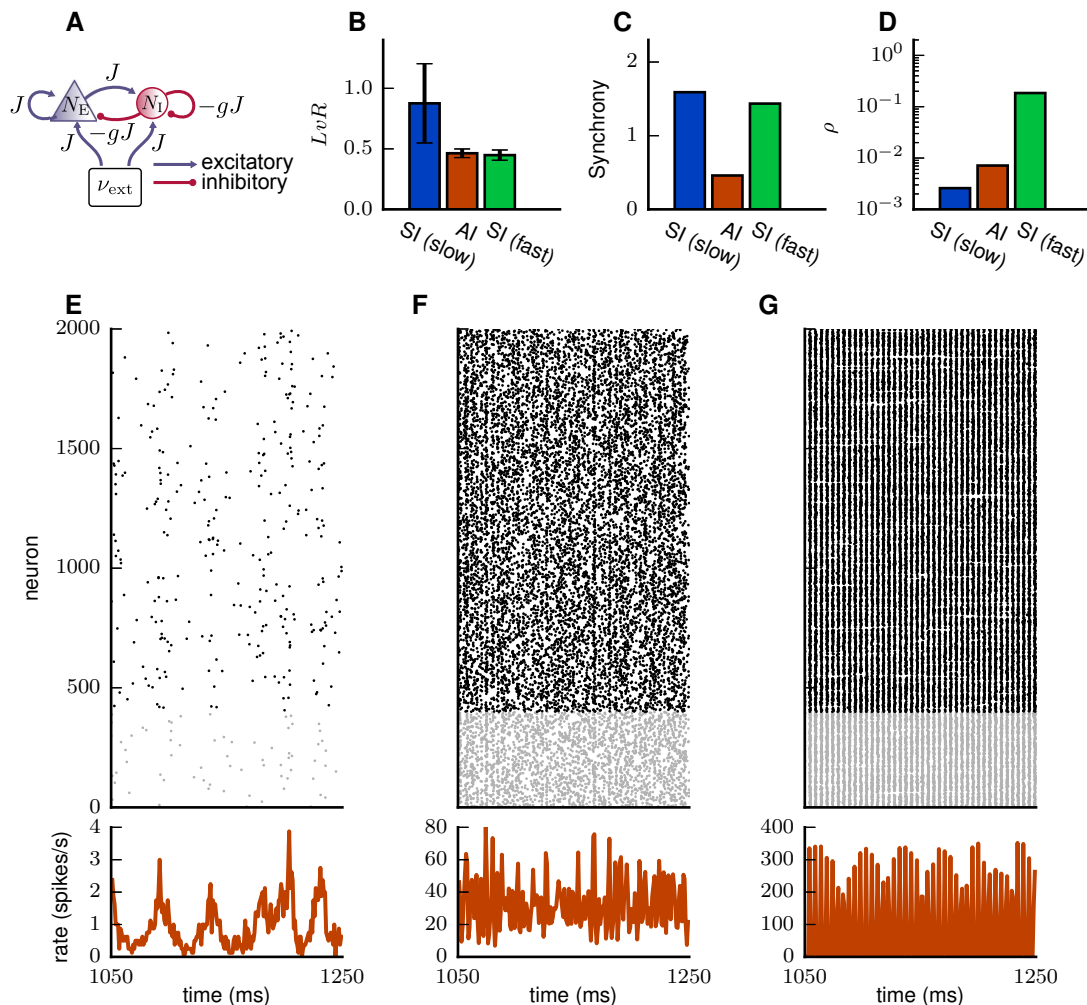 A
J
J
N_E
N_I
−gJ
−gJ
J
J
ν_ext
excitatory
inhibitory
B
LvR
1.0
0.5
0.0
SI (slow)
AI
SI (fast)
C
Synchrony
2
1
0
SI (slow)
AI
SI (fast)
D
ρ
10^0
10^−1
10^−2
10^−3
SI (slow)
AI
SI (fast)
E
neuron
2000
1500
1000
500
0
F
G
rate (spikes/s)
4
3
2
1
0
1050
1250
time (ms)
80
60
40
20
0
1050
1250
time (ms)
400
300
200
100
0
1050
1250
time (ms)